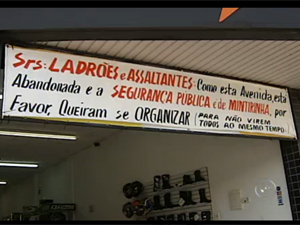 Srs: LADRÕES e ASSALTANTES: Como esta Avenida, está
Abandonada e a SEGURANÇA PUBLICA é de MINTIRINHA, por
Favor, Queiram se ORGANIZAR (PARA NÃO VIREM
TODOS AO MESMO TEMPO)